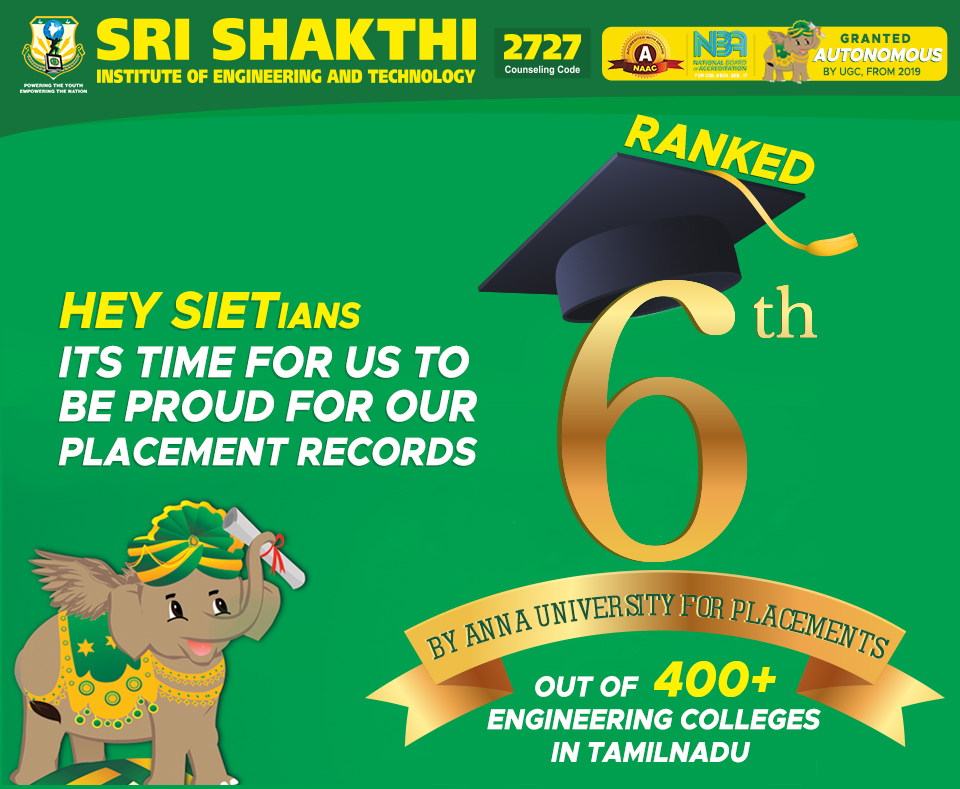 SRI SHAKTHI
INSTITUTE OF ENGINEERING AND TECHNOLOGY
POWERING THE YOUTH
EMPOWERING THE NATION
2727
Counseling Code
A
NAAC
NBA
NATIONAL BOARD
OF ACCREDITATION
GRANTED
AUTONOMOUS
BY UGC, FROM 2019
RANKED
6th
HEY SIETIANS
ITS TIME FOR US TO
BE PROUD FOR OUR
PLACEMENT RECORDS
BY ANNA UNIVERSITY FOR PLACEMENTS
OUT OF 400+
ENGINEERING COLLEGES
IN TAMILNADU